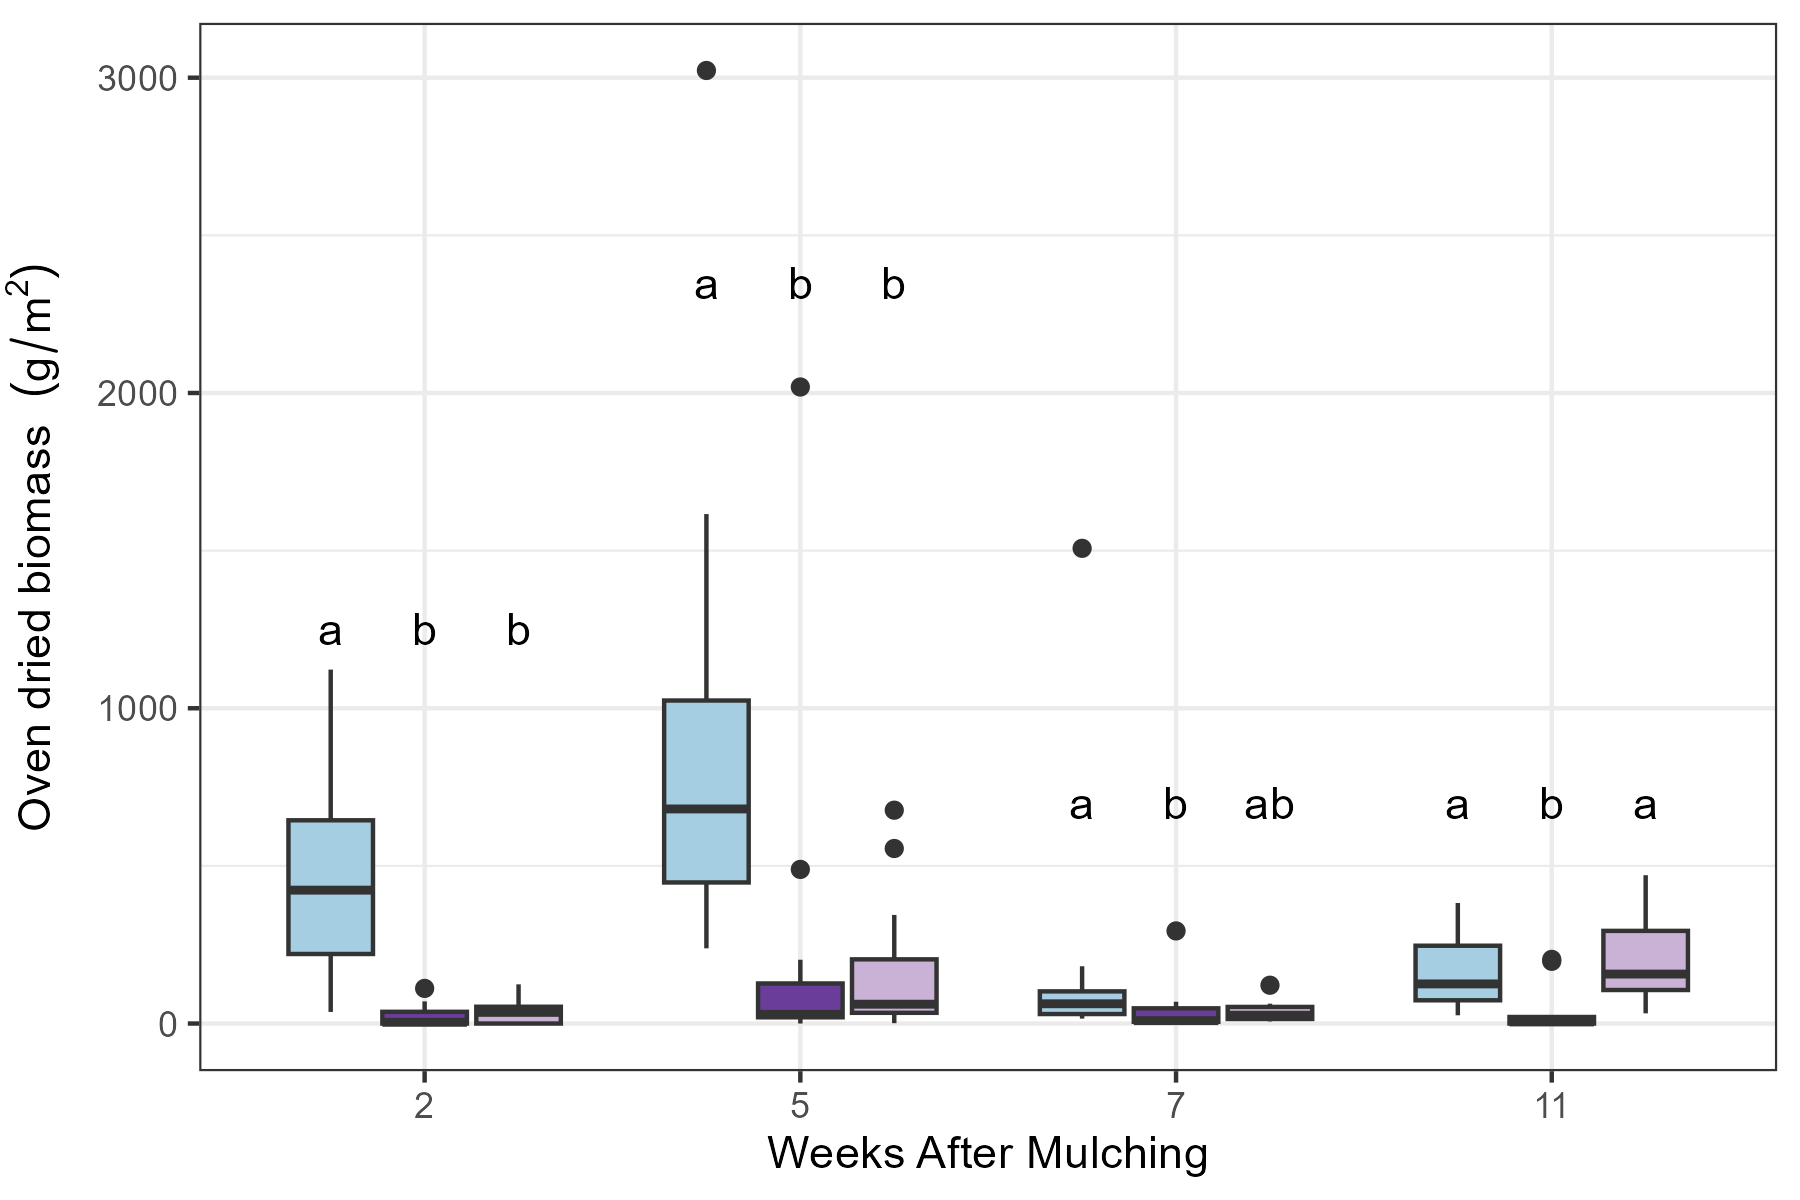 Oven dried biomass (g/m²)
3000
2000
1000
0
a b b
a b b
a b ab
a b a
2 5 7 11
Weeks After Mulching